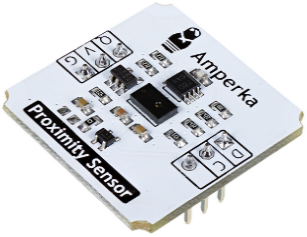 Q V G
Amperka
Proximity Sensor
D C